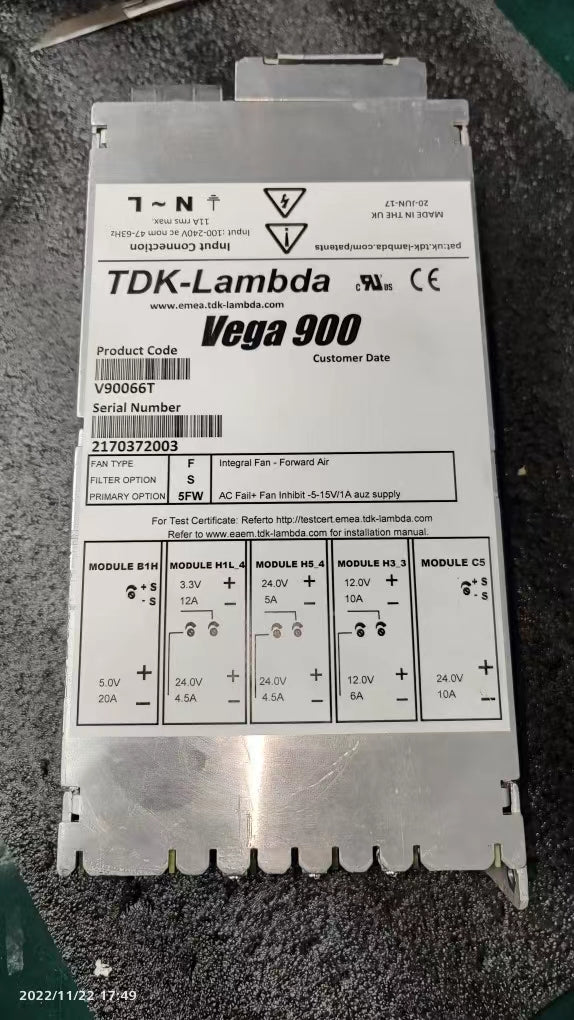 L ~ N
11A rms max.
Input :100-240V ac nom 47-63Hz
Input Connection
20-JUN-17
MADE IN THE UK
pat:uk.tdk-lambda.com/patents
TDK-Lambda
c RU us CE
www.emea.tdk-lambda.com
Vega 900
Product Code
Customer Date
V90066T
Serial Number
2170372003
FAN TYPE F Integral Fan - Forward Air
FILTER OPTION S
PRIMARY OPTION 5FW AC Fail+ Fan Inhibit -5-15V/1A auz supply
For Test Certificate: Referto http://testcert.emea.tdk-lambda.com
Refer to www.eaem.tdk-lambda.com for installation manual.
MODULE B1H
+ S
- S
5.0V +
20A -
MODULE H1L_4
3.3V +
12A -
24.0V +
4.5A -
MODULE H5_4
24.0V +
5A -
24.0V +
4.5A -
MODULE H3_3
12.0V +
10A -
12.0V +
6A -
MODULE C5
+ S
- S
24.0V +
10A -
2022/11/22 17:49